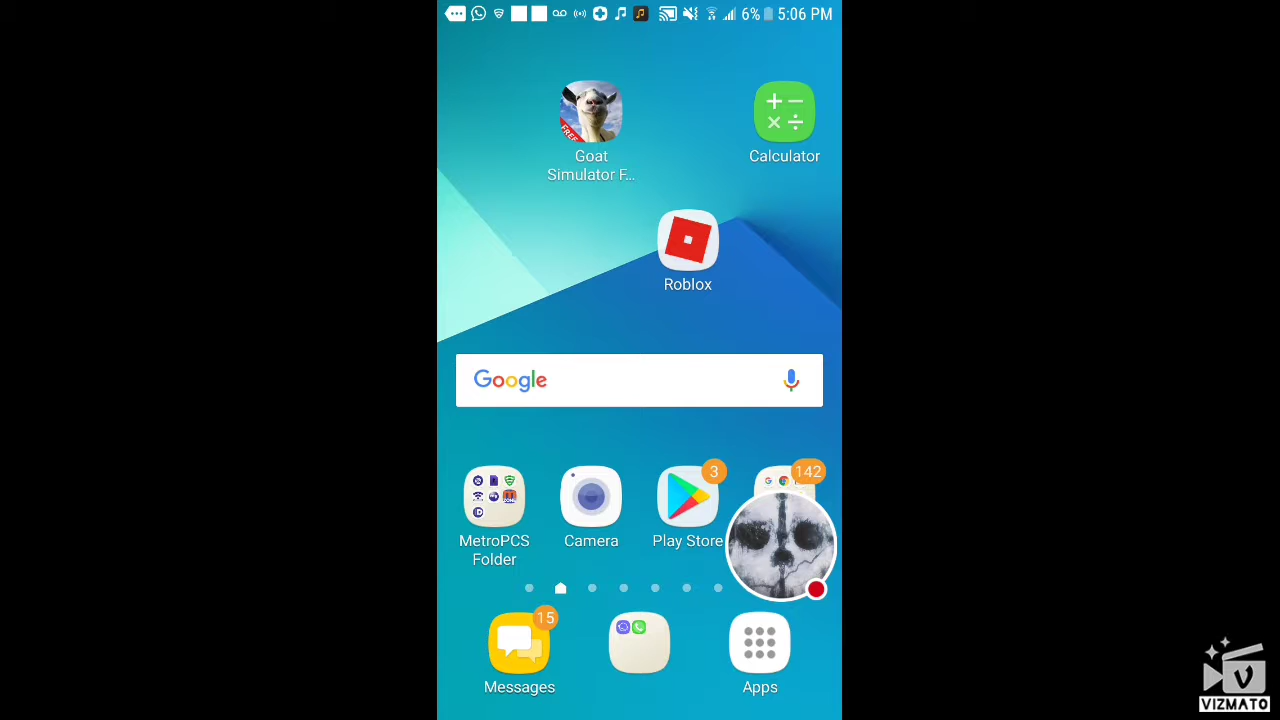 6% 5:06 PM
FREE
Goat
Simulator F...
Calculator
Roblox
Google
3
142
MetroPCS
Folder
Camera
Play Store
15
Messages
Apps
VIZMATO